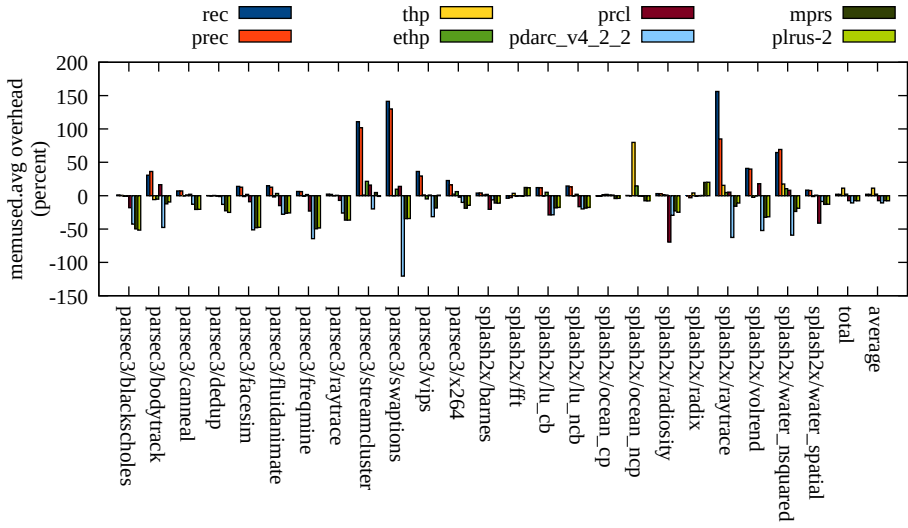 rec thp prcl mprs
prec ethp pdarc_v4_2_2 plrus-2
memused.avg overhead
(percent)
200
150
100
50
0
-50
-100
-150
parsec3/blackscholes
parsec3/bodytrack
parsec3/canneal
parsec3/dedup
parsec3/facesim
parsec3/fluidanimate
parsec3/freqmine
parsec3/raytrace
parsec3/streamcluster
parsec3/swaptions
parsec3/vips
parsec3/x264
splash2x/barnes
splash2x/fft
splash2x/lu_cb
splash2x/lu_ncb
splash2x/ocean_cp
splash2x/ocean_ncp
splash2x/radiosity
splash2x/radix
splash2x/raytrace
splash2x/volrend
splash2x/water_nsquared
splash2x/water_spatial
total
average